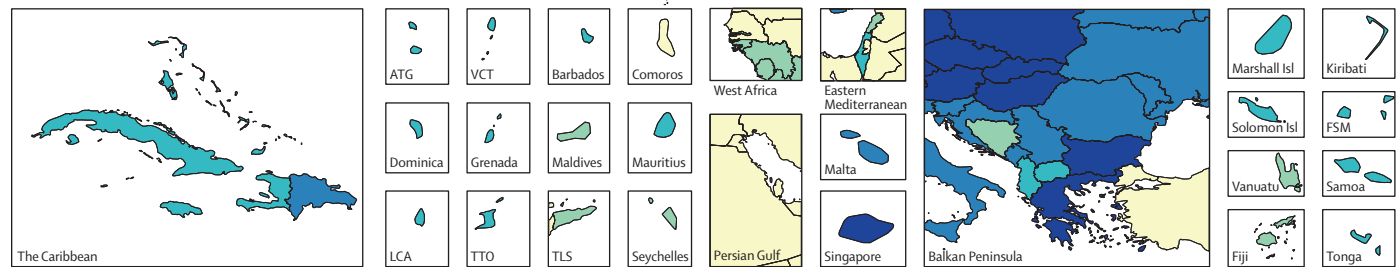 The Caribbean
ATG
VCT
Barbados
Comoros
West Africa
Eastern
Mediterranean
Balkan Peninsula
Marshall Isl
Kiribati
Dominica
Grenada
Maldives
Mauritius
Persian Gulf
Malta
Solomon Isl
FSM
Vanuatu
Samoa
LCA
TTO
TLS
Seychelles
Singapore
Fiji
Tonga